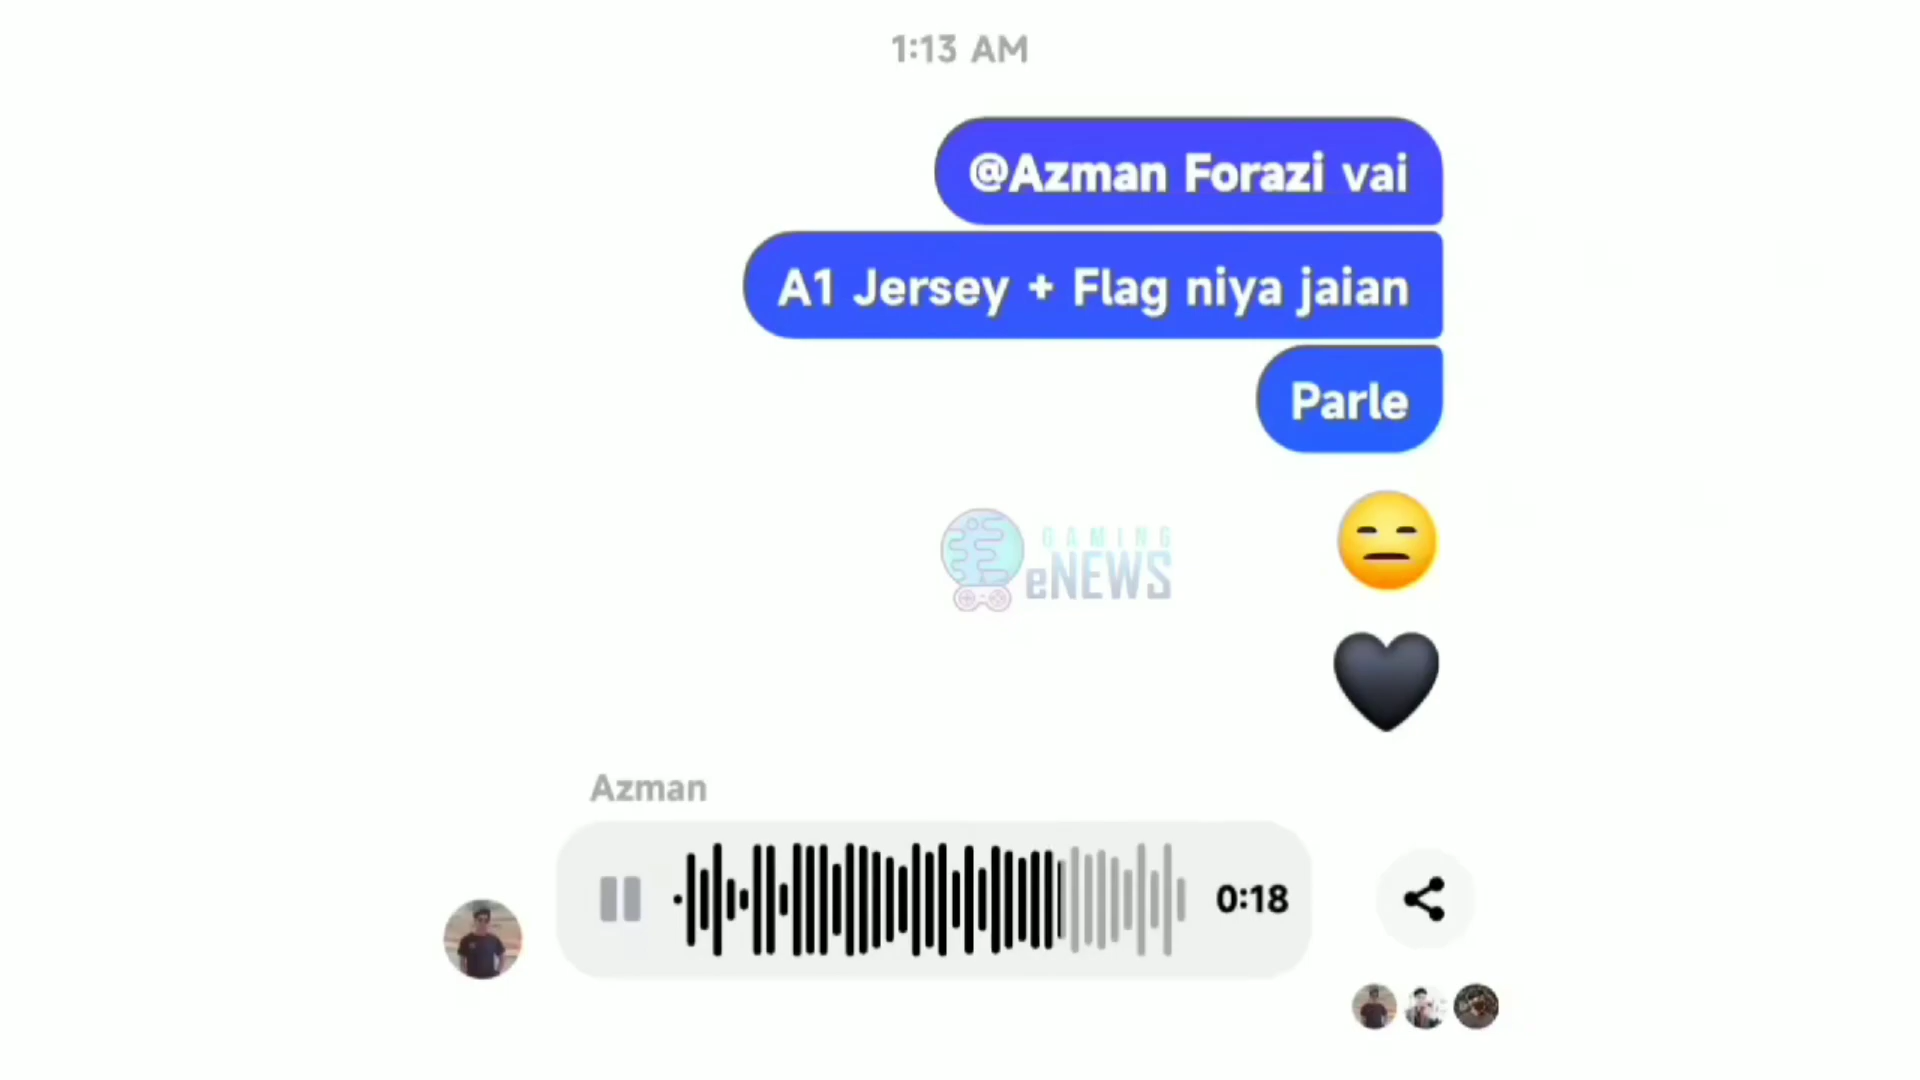 1:13 AM
@Azman Forazi vai
A1 Jersey + Flag niya jaian
Parle
GAMING
eNEWS
Azman
0:18